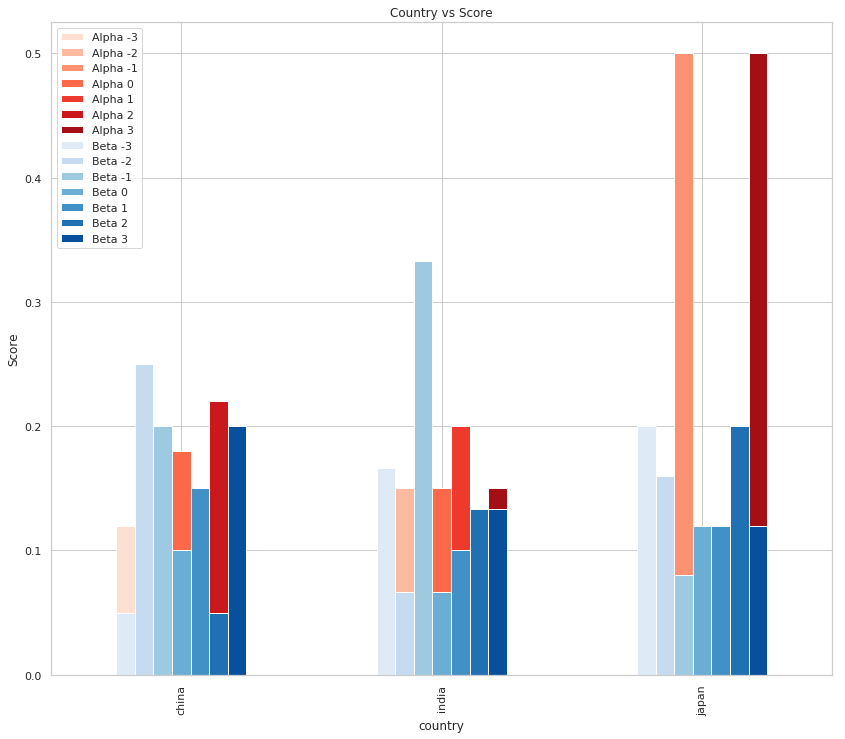 Country vs Score
Alpha -3
Alpha -2
Alpha -1
Alpha 0
Alpha 1
Alpha 2
Alpha 3
Beta -3
Beta -2
Beta -1
Beta 0
Beta 1
Beta 2
Beta 3
0.5
0.4
0.3
0.2
0.1
0.0
Score
china
india
japan
country